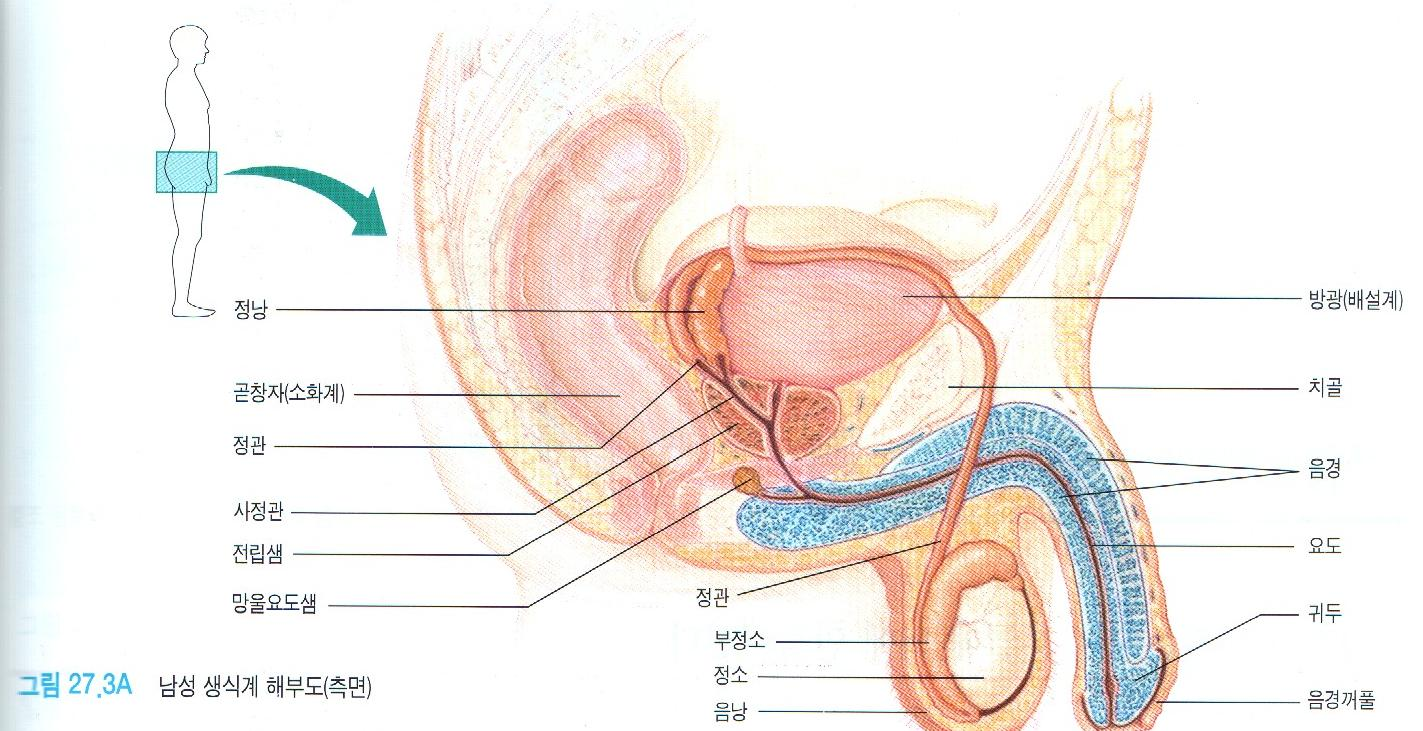 정낭
곧창자(소화계)
정관
사정관
전립샘
망울요도샘
정관
부정소
정소
음낭
방광(배설계)
치골
음경
요도
귀두
음경꺼풀
그림 27.3A 남성 생식계 해부도(측면)